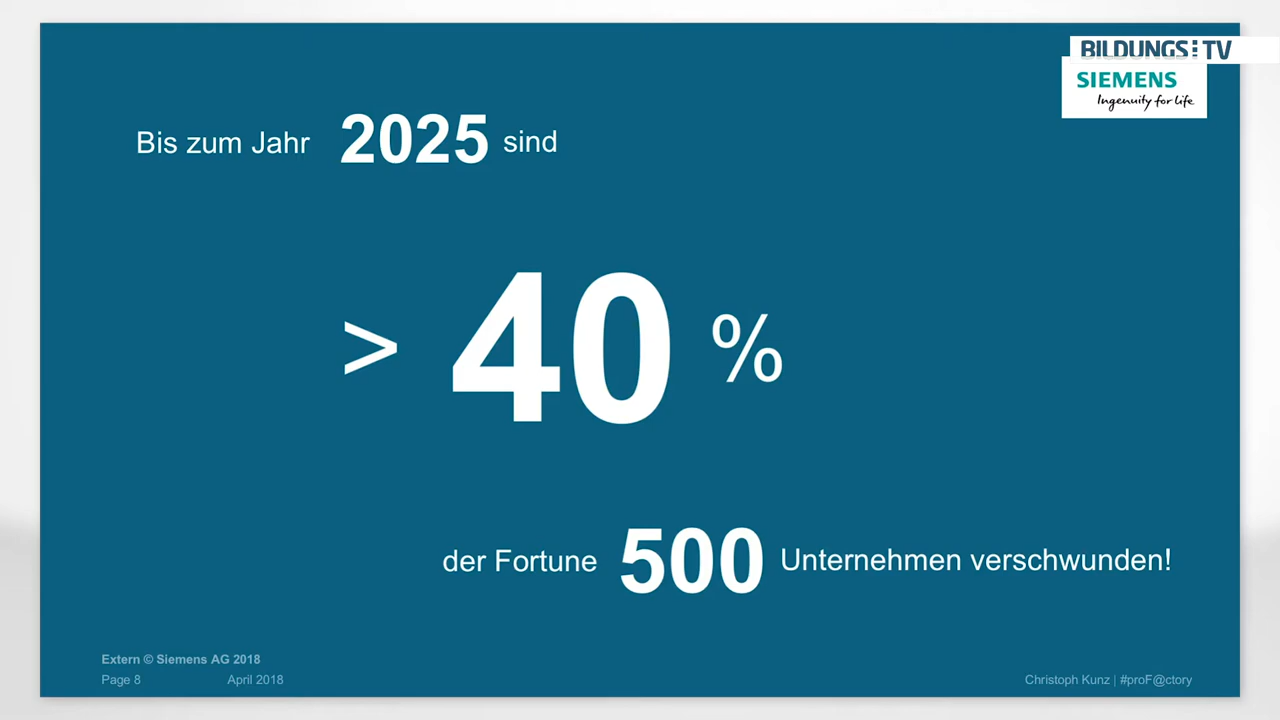 BILDUNGS TV
SIEMENS
Ingenuity for life
Bis zum Jahr 2025 sind
> 40 %
der Fortune 500 Unternehmen verschwunden!
Extern © Siemens AG 2018
Page 8 April 2018
Christoph Kunz | #proF@ctory